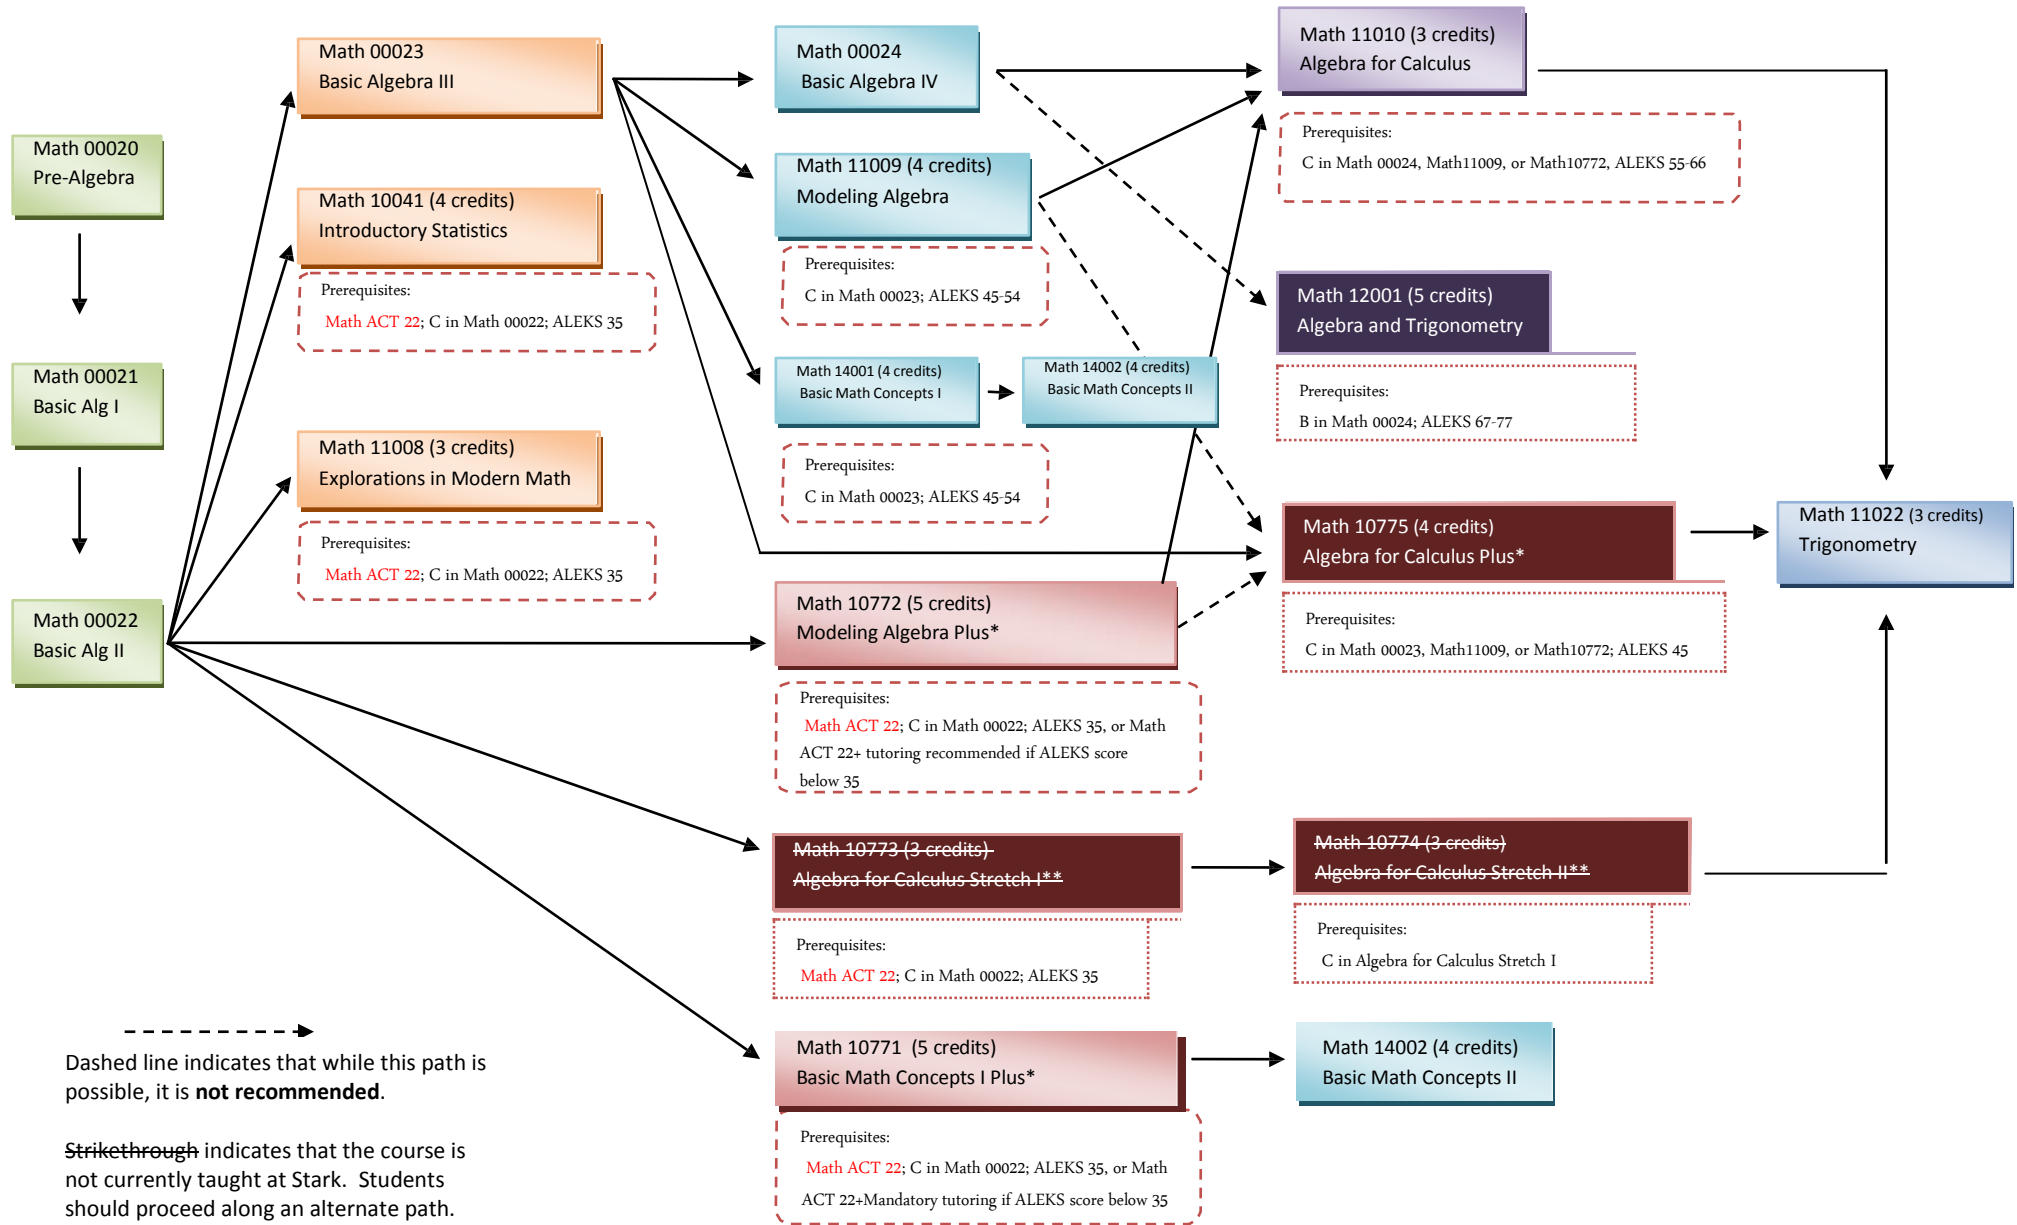 Math 00020
Pre-Algebra
Math 00021
Basic Alg I
Math 00022
Basic Alg II
Math 00023
Basic Algebra III
Math 10041 (4 credits)
Introductory Statistics
Prerequisites:
Math ACT 22; C in Math 00022; ALEKS 35
Math 11008 (3 credits)
Explorations in Modern Math
Prerequisites:
Math ACT 22; C in Math 00022; ALEKS 35
Math 00024
Basic Algebra IV
Math 11009 (4 credits)
Modeling Algebra
Prerequisites:
C in Math 00023; ALEKS 45-54
Math 14001 (4 credits)
Basic Math Concepts I
Prerequisites:
C in Math 00023; ALEKS 45-54
Math 14002 (4 credits)
Basic Math Concepts II
Math 10772 (5 credits)
Modeling Algebra Plus*
Prerequisites:
Math ACT 22; C in Math 00022; ALEKS 35, or Math
ACT 22+ tutoring recommended if ALEKS score
below 35
Math 10773 (3 credits)
Algebra for Calculus Stretch I**
Prerequisites:
Math ACT 22; C in Math 00022; ALEKS 35
Math 10771 (5 credits)
Basic Math Concepts I Plus*
Prerequisites:
Math ACT 22; C in Math 00022; ALEKS 35, or Math
ACT 22+Mandatory tutoring if ALEKS score below 35
Math 11010 (3 credits)
Algebra for Calculus
Prerequisites:
C in Math 00024, Math11009, or Math10772, ALEKS 55-66
Math 12001 (5 credits)
Algebra and Trigonometry
Prerequisites:
B in Math 00024; ALEKS 67-77
Math 10775 (4 credits)
Algebra for Calculus Plus*
Prerequisites:
C in Math 00023, Math11009, or Math10772; ALEKS 45
Math 10774 (3 credits)
Algebra for Calculus Stretch II**
Prerequisites:
C in Algebra for Calculus Stretch I
Math 14002 (4 credits)
Basic Math Concepts II
Math 11022 (3 credits)
Trigonometry
Dashed line indicates that while this path is
possible, it is not recommended.
Strikethrough indicates that the course is
not currently taught at Stark. Students
should proceed along an alternate path.